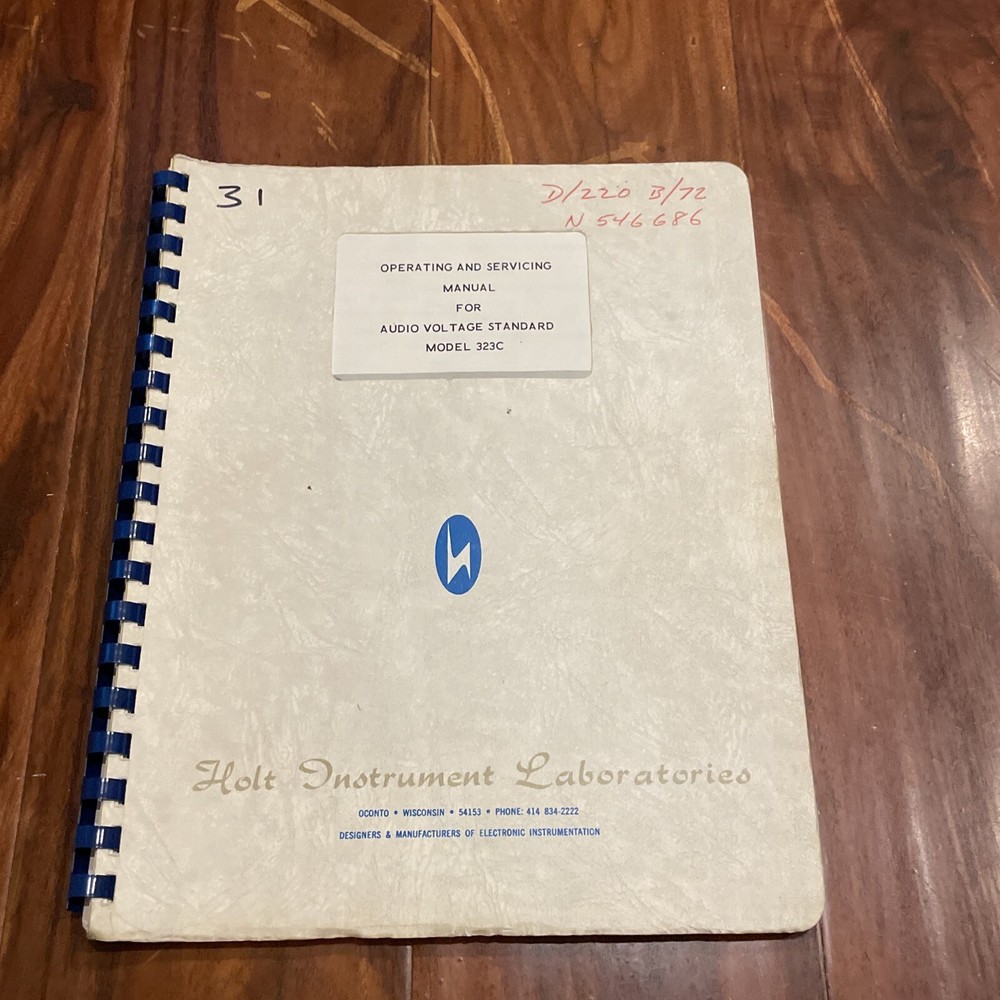 31
D/220 B/72
N 546686
OPERATING AND SERVICING
MANUAL
FOR
AUDIO VOLTAGE STANDARD
MODEL 323C
Holt Instrument Laboratories
OCONTO • WISCONSIN • 54153 • PHONE: 414 834-2222
DESIGNERS & MANUFACTURERS OF ELECTRONIC INSTRUMENTATION